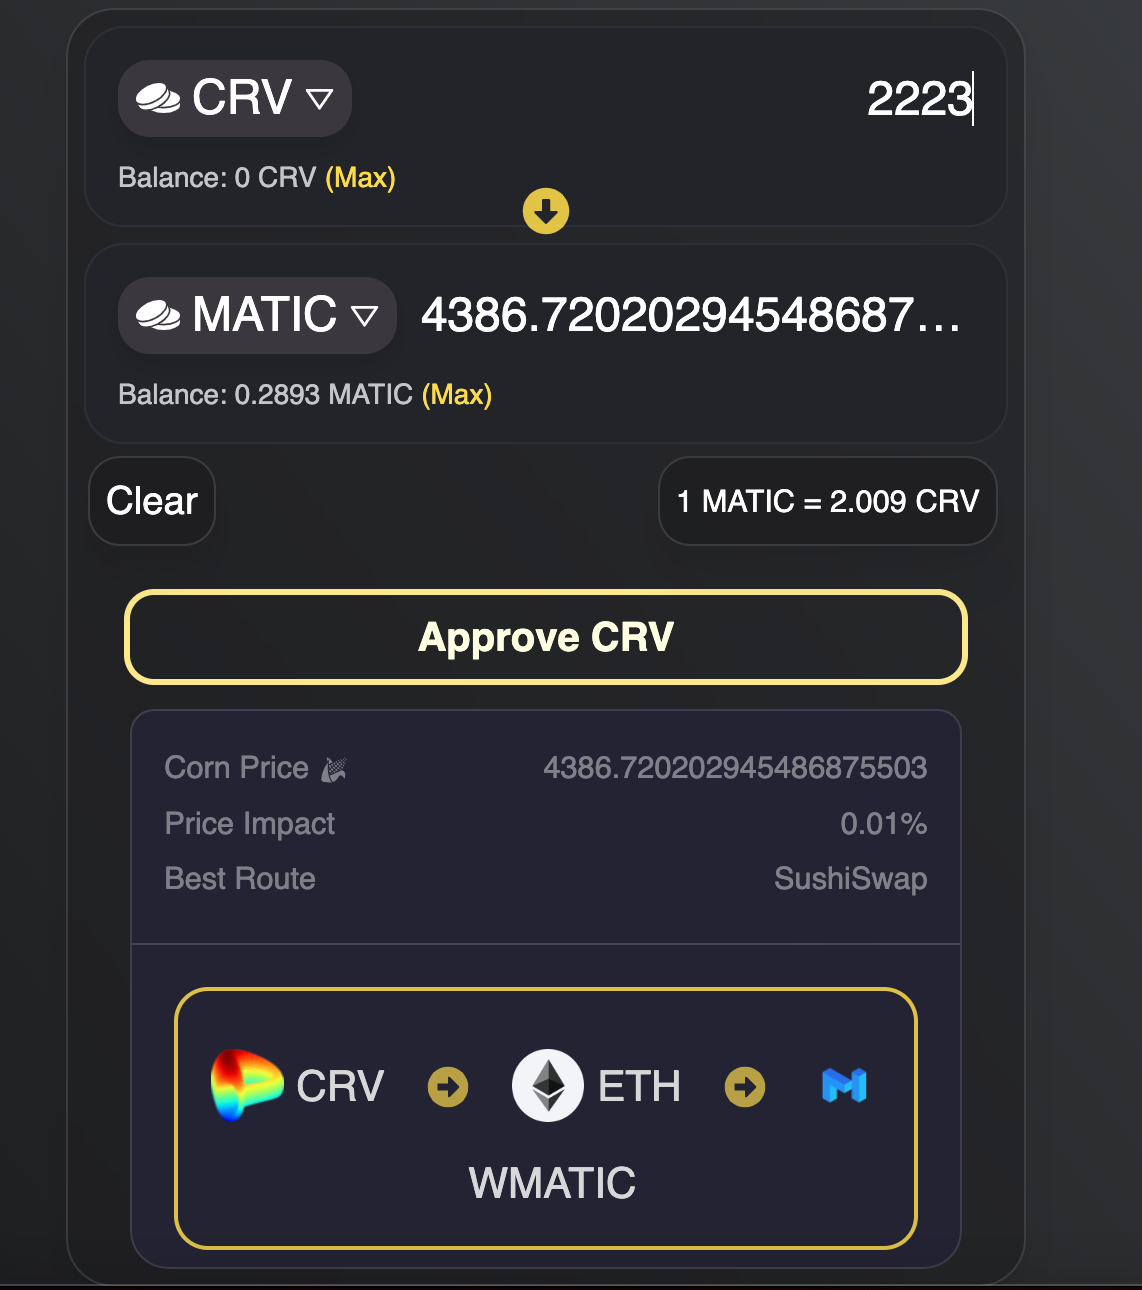 CRV 2223
Balance: 0 CRV (Max)
MATIC 4386.72020294548687...
Balance: 0.2893 MATIC (Max)
Clear 1 MATIC = 2.009 CRV
Approve CRV
Corn Price 4386.720202945486875503
Price Impact 0.01%
Best Route SushiSwap
CRV ETH
WMATIC